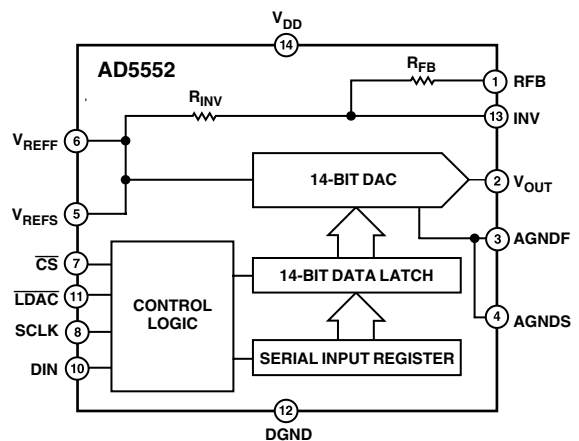 VDD
14
AD5552
RFB
1
RFB
RINV
13
INV
6
VREFF
14-BIT DAC
2
VOUT
5
VREFS
3
AGNDF
7
CS
14-BIT DATA LATCH
11
LDAC
CONTROL
LOGIC
4
AGNDS
8
SCLK
SERIAL INPUT REGISTER
10
DIN
12
DGND